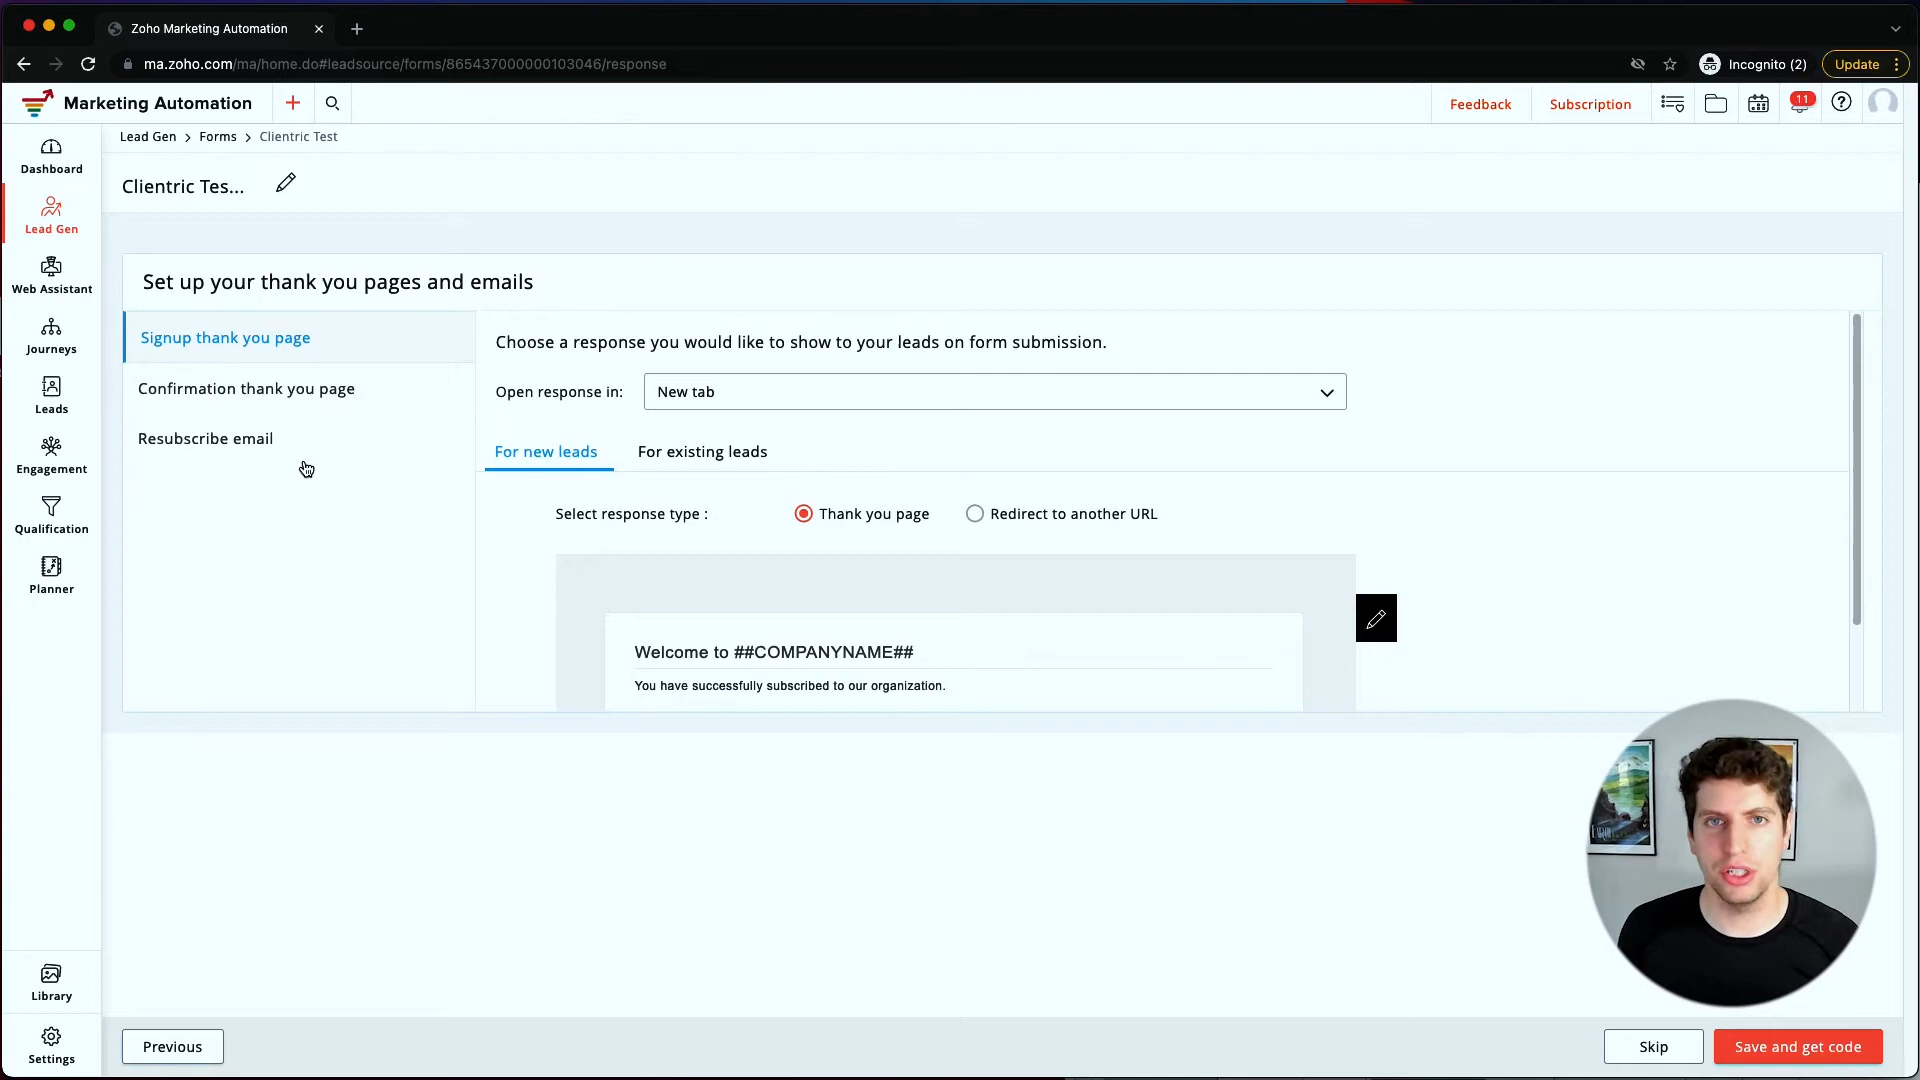 Zoho Marketing Automation
ma.zoho.com/ma/home.do#leadsource/forms/865437000000103046/response
Incognito (2)
Update
Marketing Automation
Feedback
Subscription
11
Lead Gen > Forms > Clientric Test
Dashboard
Clientric Tes...
Lead Gen
Web Assistant
Journeys
Leads
Engagement
Qualification
Planner
Library
Settings
Set up your thank you pages and emails
Signup thank you page
Confirmation thank you page
Resubscribe email
Choose a response you would like to show to your leads on form submission.
Open response in: New tab
For new leads For existing leads
Select response type : Thank you page Redirect to another URL
Welcome to ##COMPANYNAME##
You have successfully subscribed to our organization.
Previous
Skip
Save and get code